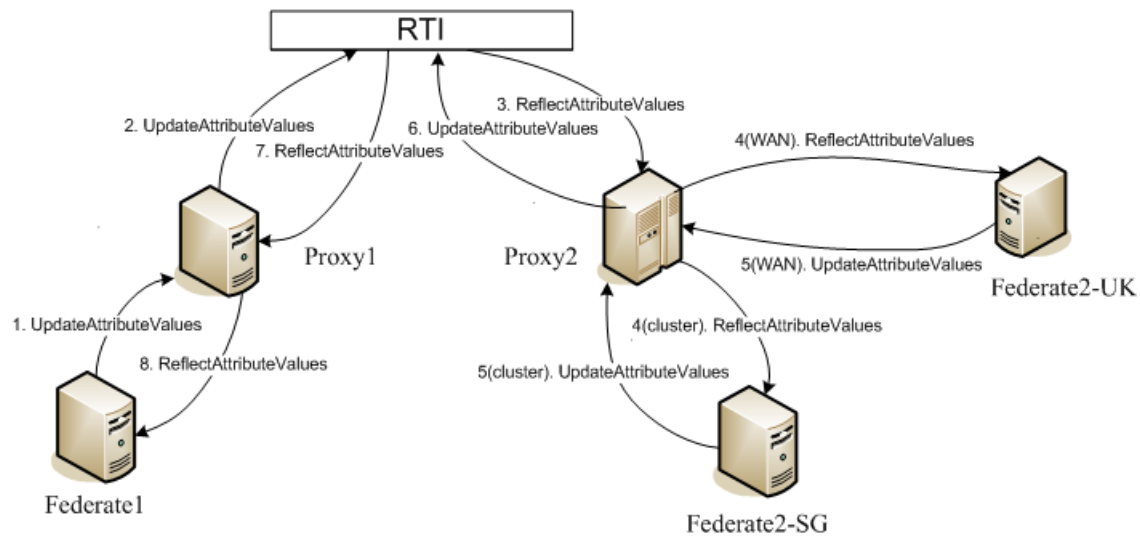 RTI
3. ReflectAttributeValues
2. UpdateAttributeValues
6. UpdateAttributeValues
7. ReflectAttributeValues
4(WAN). ReflectAttributeValues
Proxy1
Proxy2
5(WAN). UpdateAttributeValues
Federate2-UK
1. UpdateAttributeValues
4(cluster). ReflectAttributeValues
8. ReflectAttributeValues
5(cluster). UpdateAttributeValues
Federate1
Federate2-SG